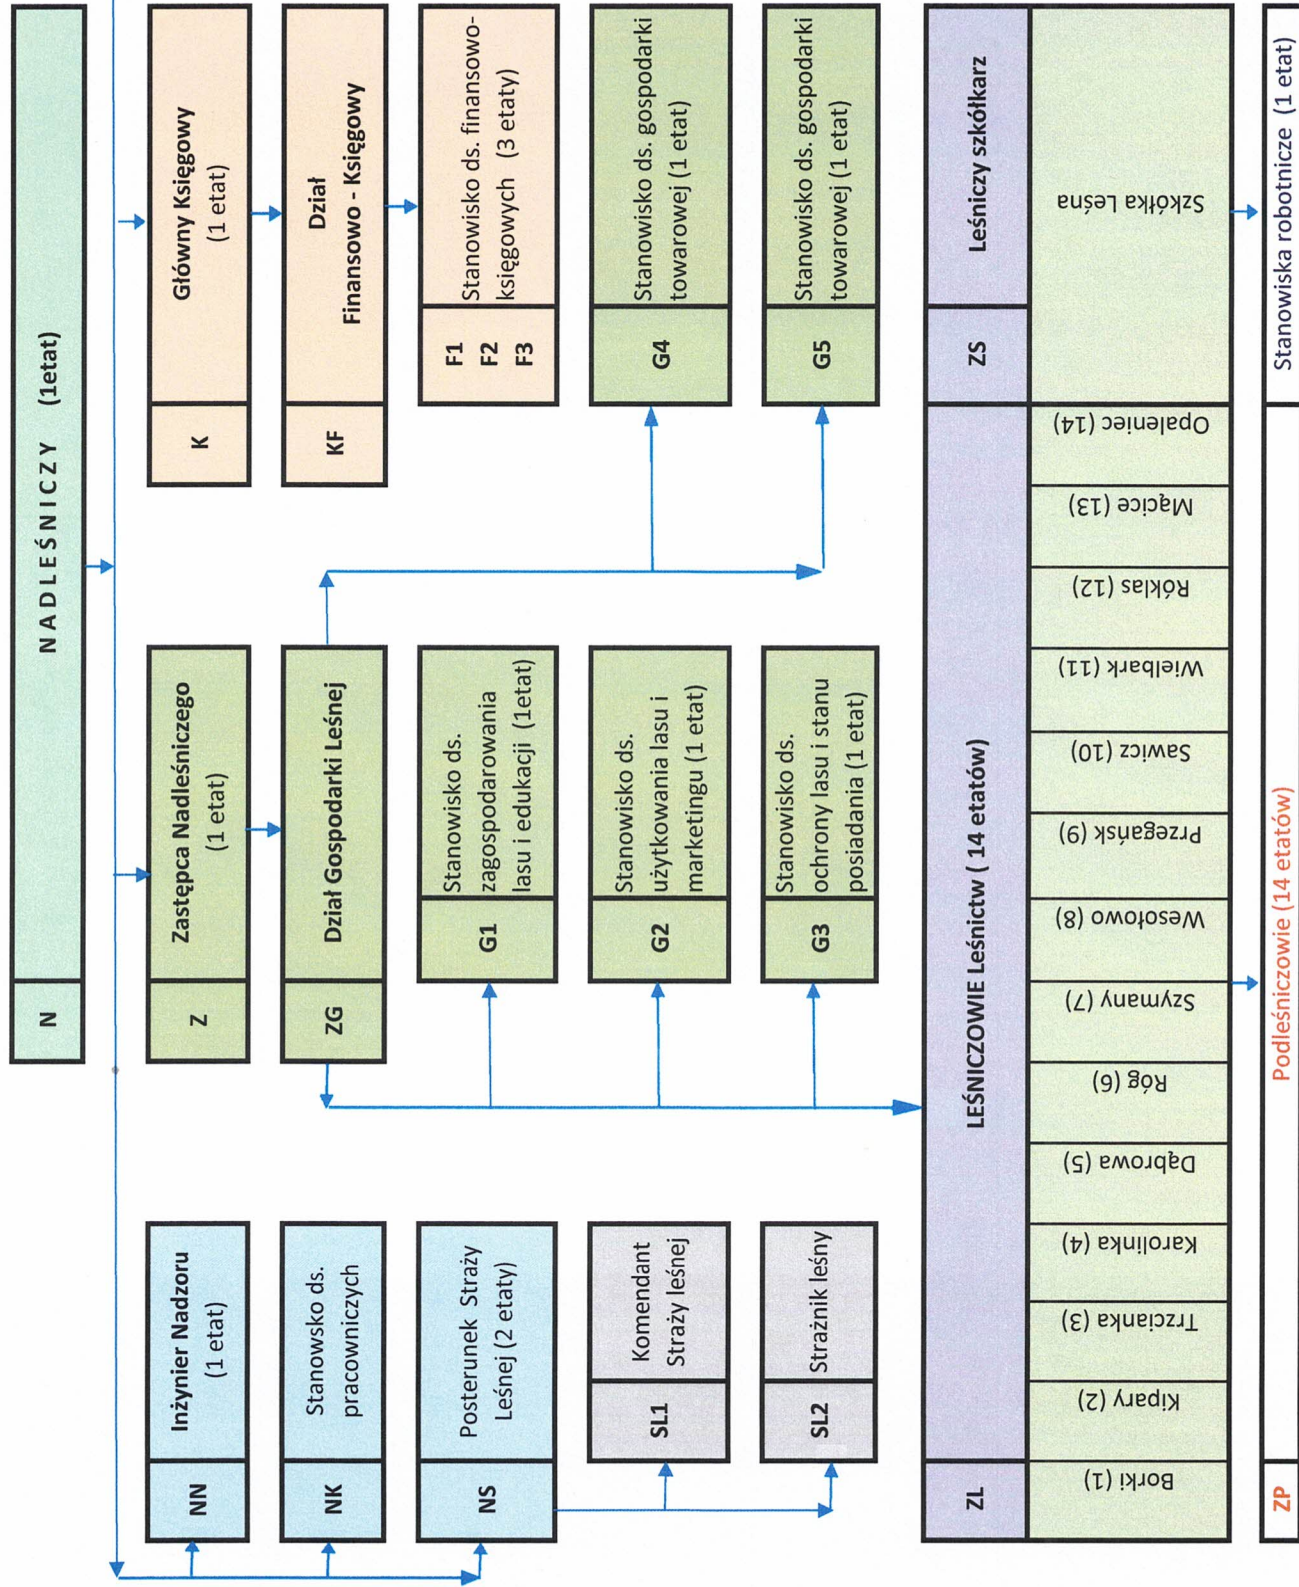 N
NADLEŚNICZY (1etat)
NN
Inżynier Nadzoru
(1 etat)
Z
Zastępca Nadleśniczego
(1 etat)
K
Główny Księgowy
(1 etat)
NK
Stanowsko ds.
pracowniczych
ZG
Dział Gospodarki Leśnej
KF
Dział
Finansowo - Księgowy
NS
Posterunek Straży
Leśnej (2 etaty)
G1
Stanowisko ds.
zagospodarowania
lasu i edukacji (1etat)
F1
F2
F3
Stanowisko ds. finansowo-
księgowych (3 etaty)
SL1
Komendant
Straży leśnej
G2
Stanowisko ds.
użytkowania lasu i
marketingu (1 etat)
G4
Stanowisko ds. gospodarki
towarowej (1 etat)
SL2
Strażnik leśny
G3
Stanowisko ds.
ochrony lasu i stanu
posiadania (1 etat)
G5
Stanowisko ds. gospodarki
towarowej (1 etat)
ZL
LEŚNICZOWIE Leśnictw ( 14 etatów)
ZS
Leśniczy szkółkarz
Borki (1)
Kipary (2)
Trzcianka (3)
Karolinka (4)
Dąbrowa (5)
Róg (6)
Szymany (7)
Wesołowo (8)
Przegańsk (9)
Sawicz (10)
Wielbark (11)
Róklas (12)
Mącice (13)
Opaleniec (14)
Szkółka Leśna
ZP
Podleśniczowie (14 etatów)
Stanowiska robotnicze (1 etat)